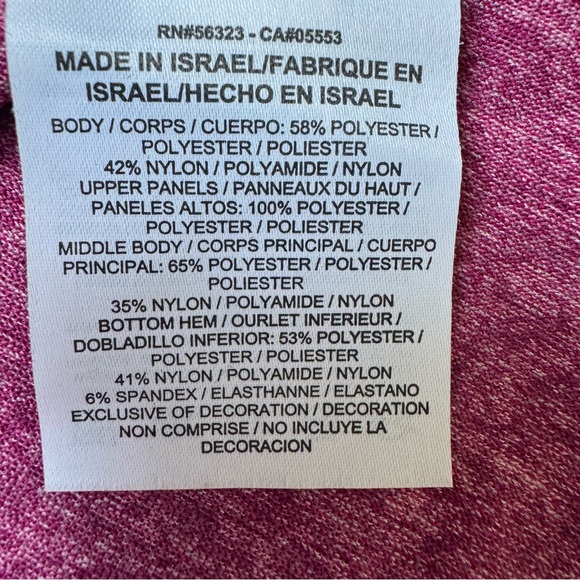 RN#56323 - CA#05553
MADE IN ISRAEL/FABRIQUE EN
ISRAEL/HECHO EN ISRAEL
BODY / CORPS / CUERPO: 58% POLYESTER /
POLYESTER / POLIESTER
42% NYLON / POLYAMIDE / NYLON
UPPER PANELS / PANNEAUX DU HAUT /
PANELES ALTOS: 100% POLYESTER /
POLYESTER / POLIESTER
MIDDLE BODY / CORPS PRINCIPAL / CUERPO
PRINCIPAL: 65% POLYESTER / POLYESTER /
POLIESTER
35% NYLON / POLYAMIDE / NYLON
BOTTOM HEM / OURLET INFERIEUR /
DOBLADILLO INFERIOR: 53% POLYESTER /
POLYESTER / POLIESTER
41% NYLON / POLYAMIDE / NYLON
6% SPANDEX / ELASTHANNE / ELASTANO
EXCLUSIVE OF DECORATION / DECORATION
NON COMPRISE / NO INCLUYE LA
DECORACION